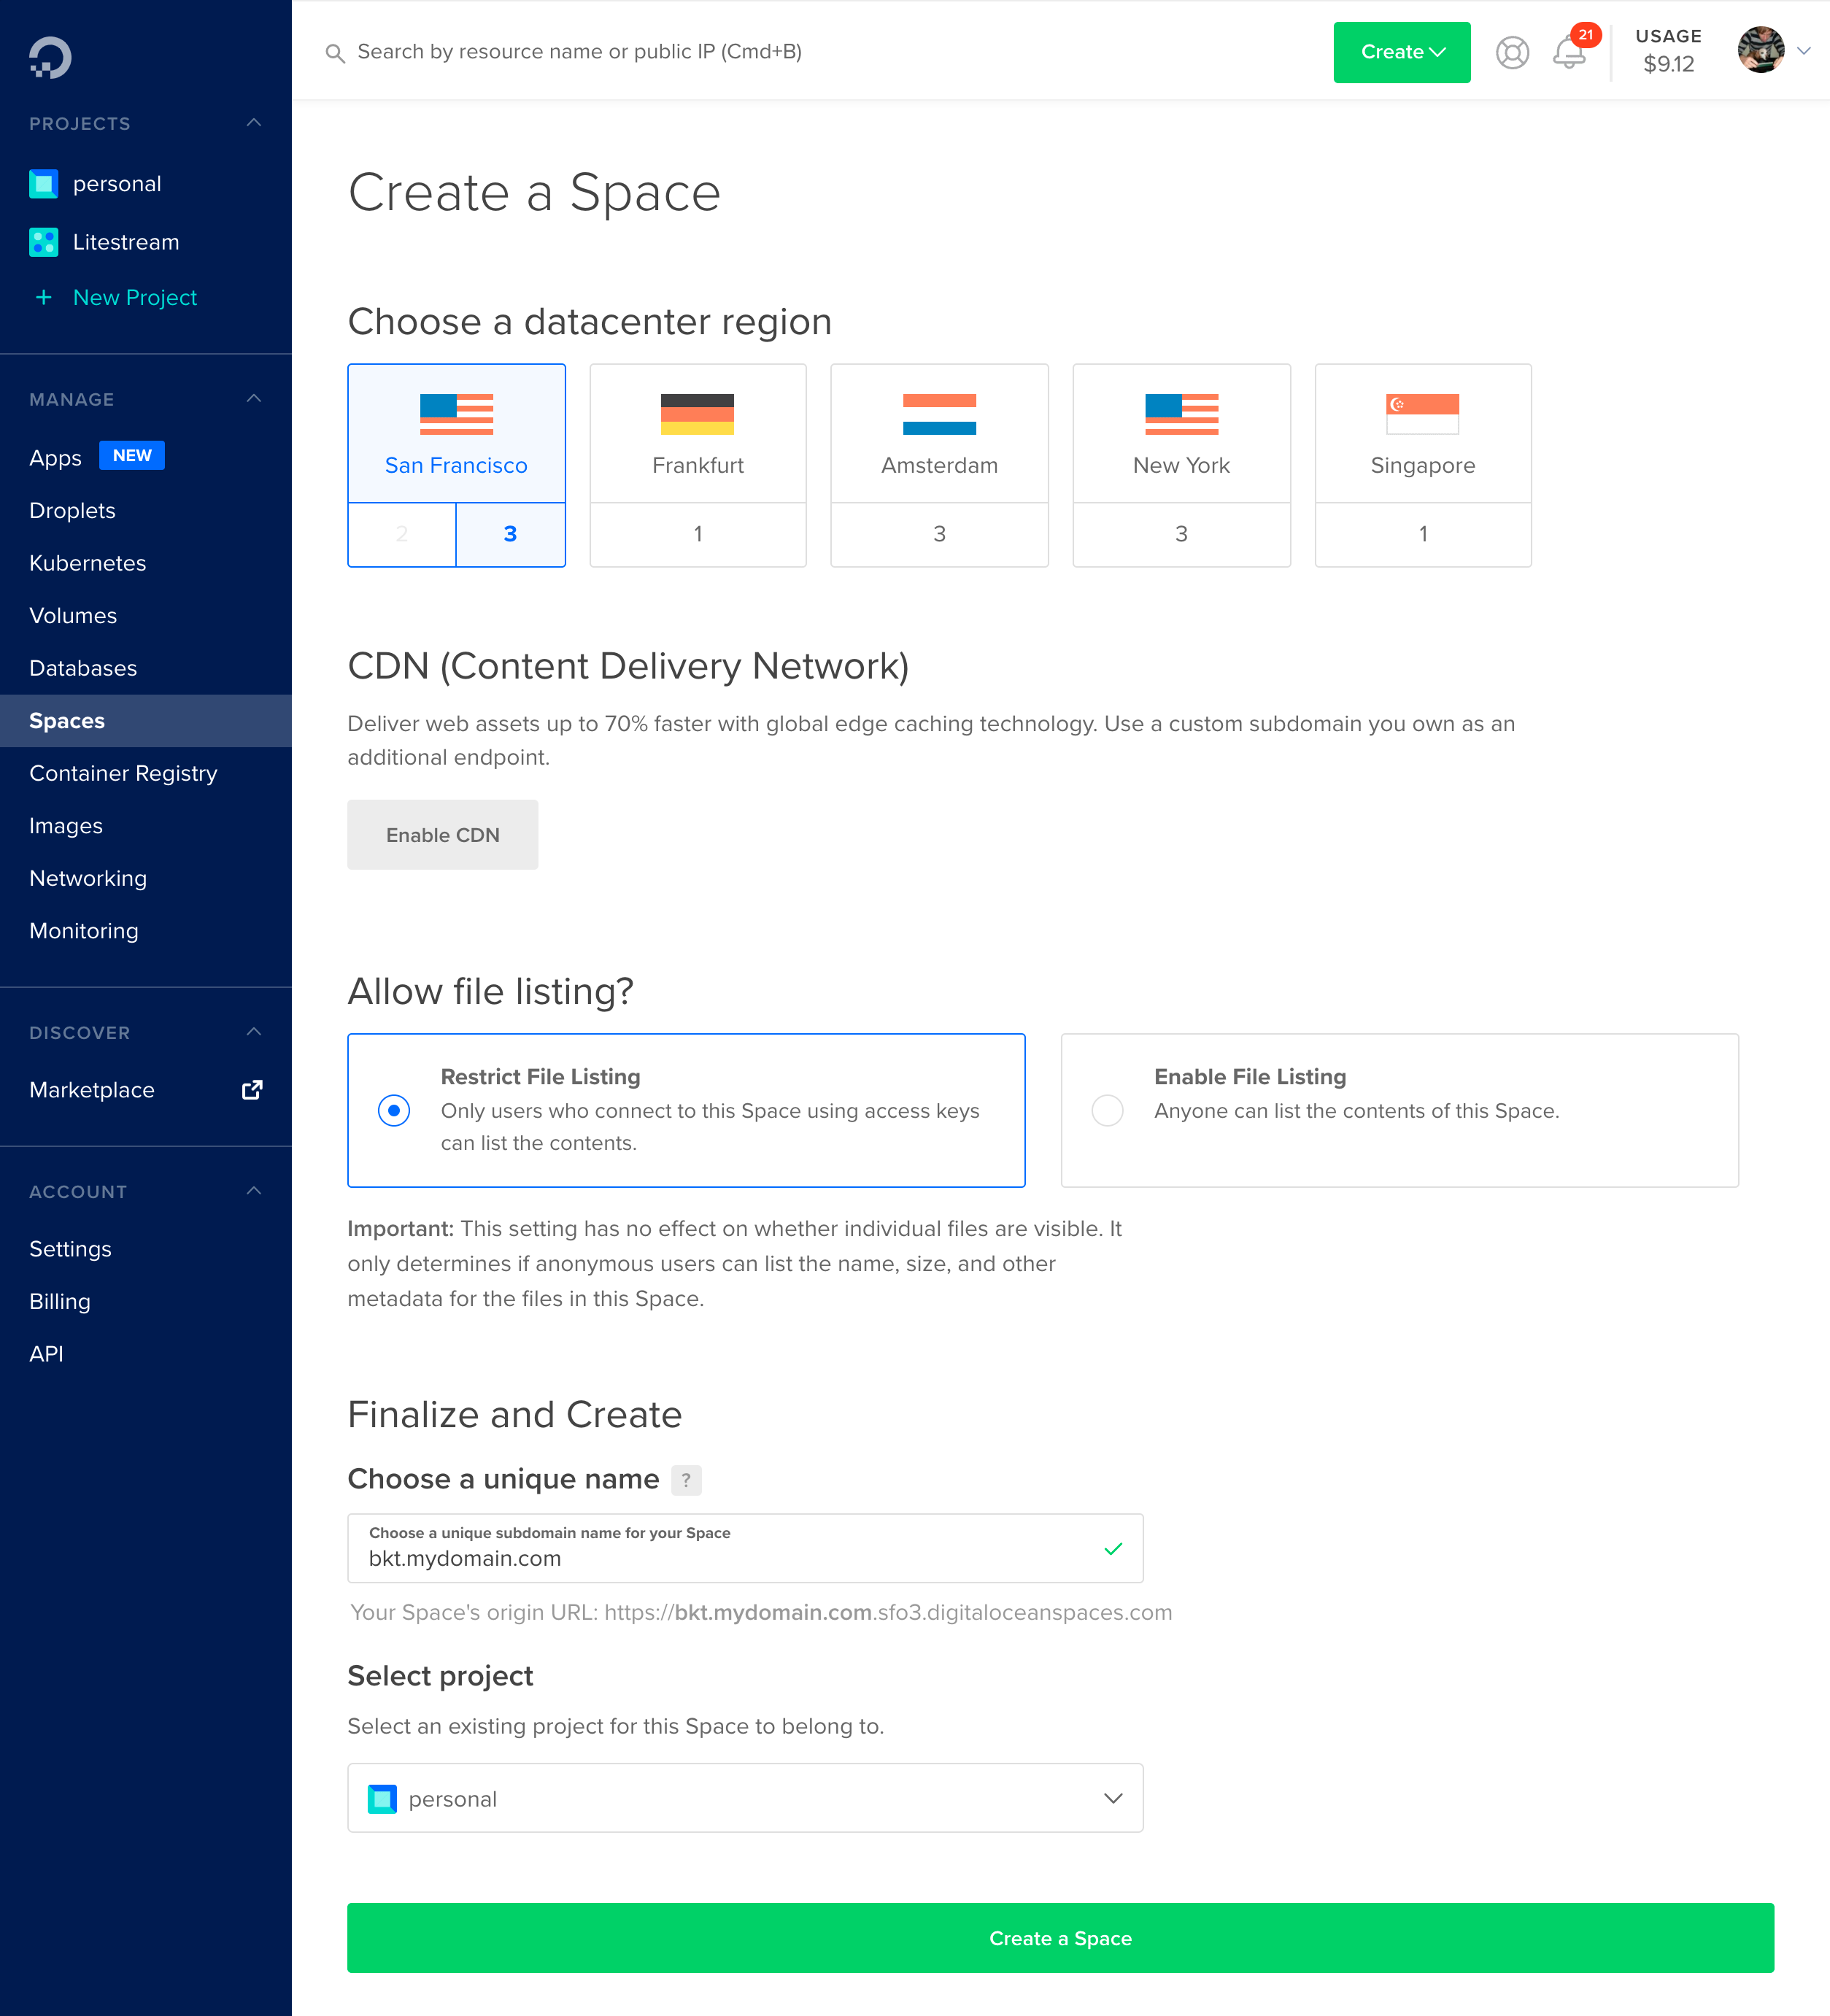 PROJECTS
personal
Litestream
+ New Project
MANAGE
Apps NEW
Droplets
Kubernetes
Volumes
Databases
Spaces
Container Registry
Images
Networking
Monitoring
DISCOVER
Marketplace
ACCOUNT
Settings
Billing
API
Search by resource name or public IP (Cmd+B)
Create
21
USAGE
$9.12
Create a Space
Choose a datacenter region
San Francisco
2 3
Frankfurt
1
Amsterdam
3
New York
3
Singapore
1
CDN (Content Delivery Network)
Deliver web assets up to 70% faster with global edge caching technology. Use a custom subdomain you own as an
additional endpoint.
Enable CDN
Allow file listing?
Restrict File Listing
Only users who connect to this Space using access keys
can list the contents.
Enable File Listing
Anyone can list the contents of this Space.
Important: This setting has no effect on whether individual files are visible. It
only determines if anonymous users can list the name, size, and other
metadata for the files in this Space.
Finalize and Create
Choose a unique name ?
Choose a unique subdomain name for your Space
bkt.mydomain.com
Your Space's origin URL: https://bkt.mydomain.com.sfo3.digitaloceanspaces.com
Select project
Select an existing project for this Space to belong to.
personal
Create a Space